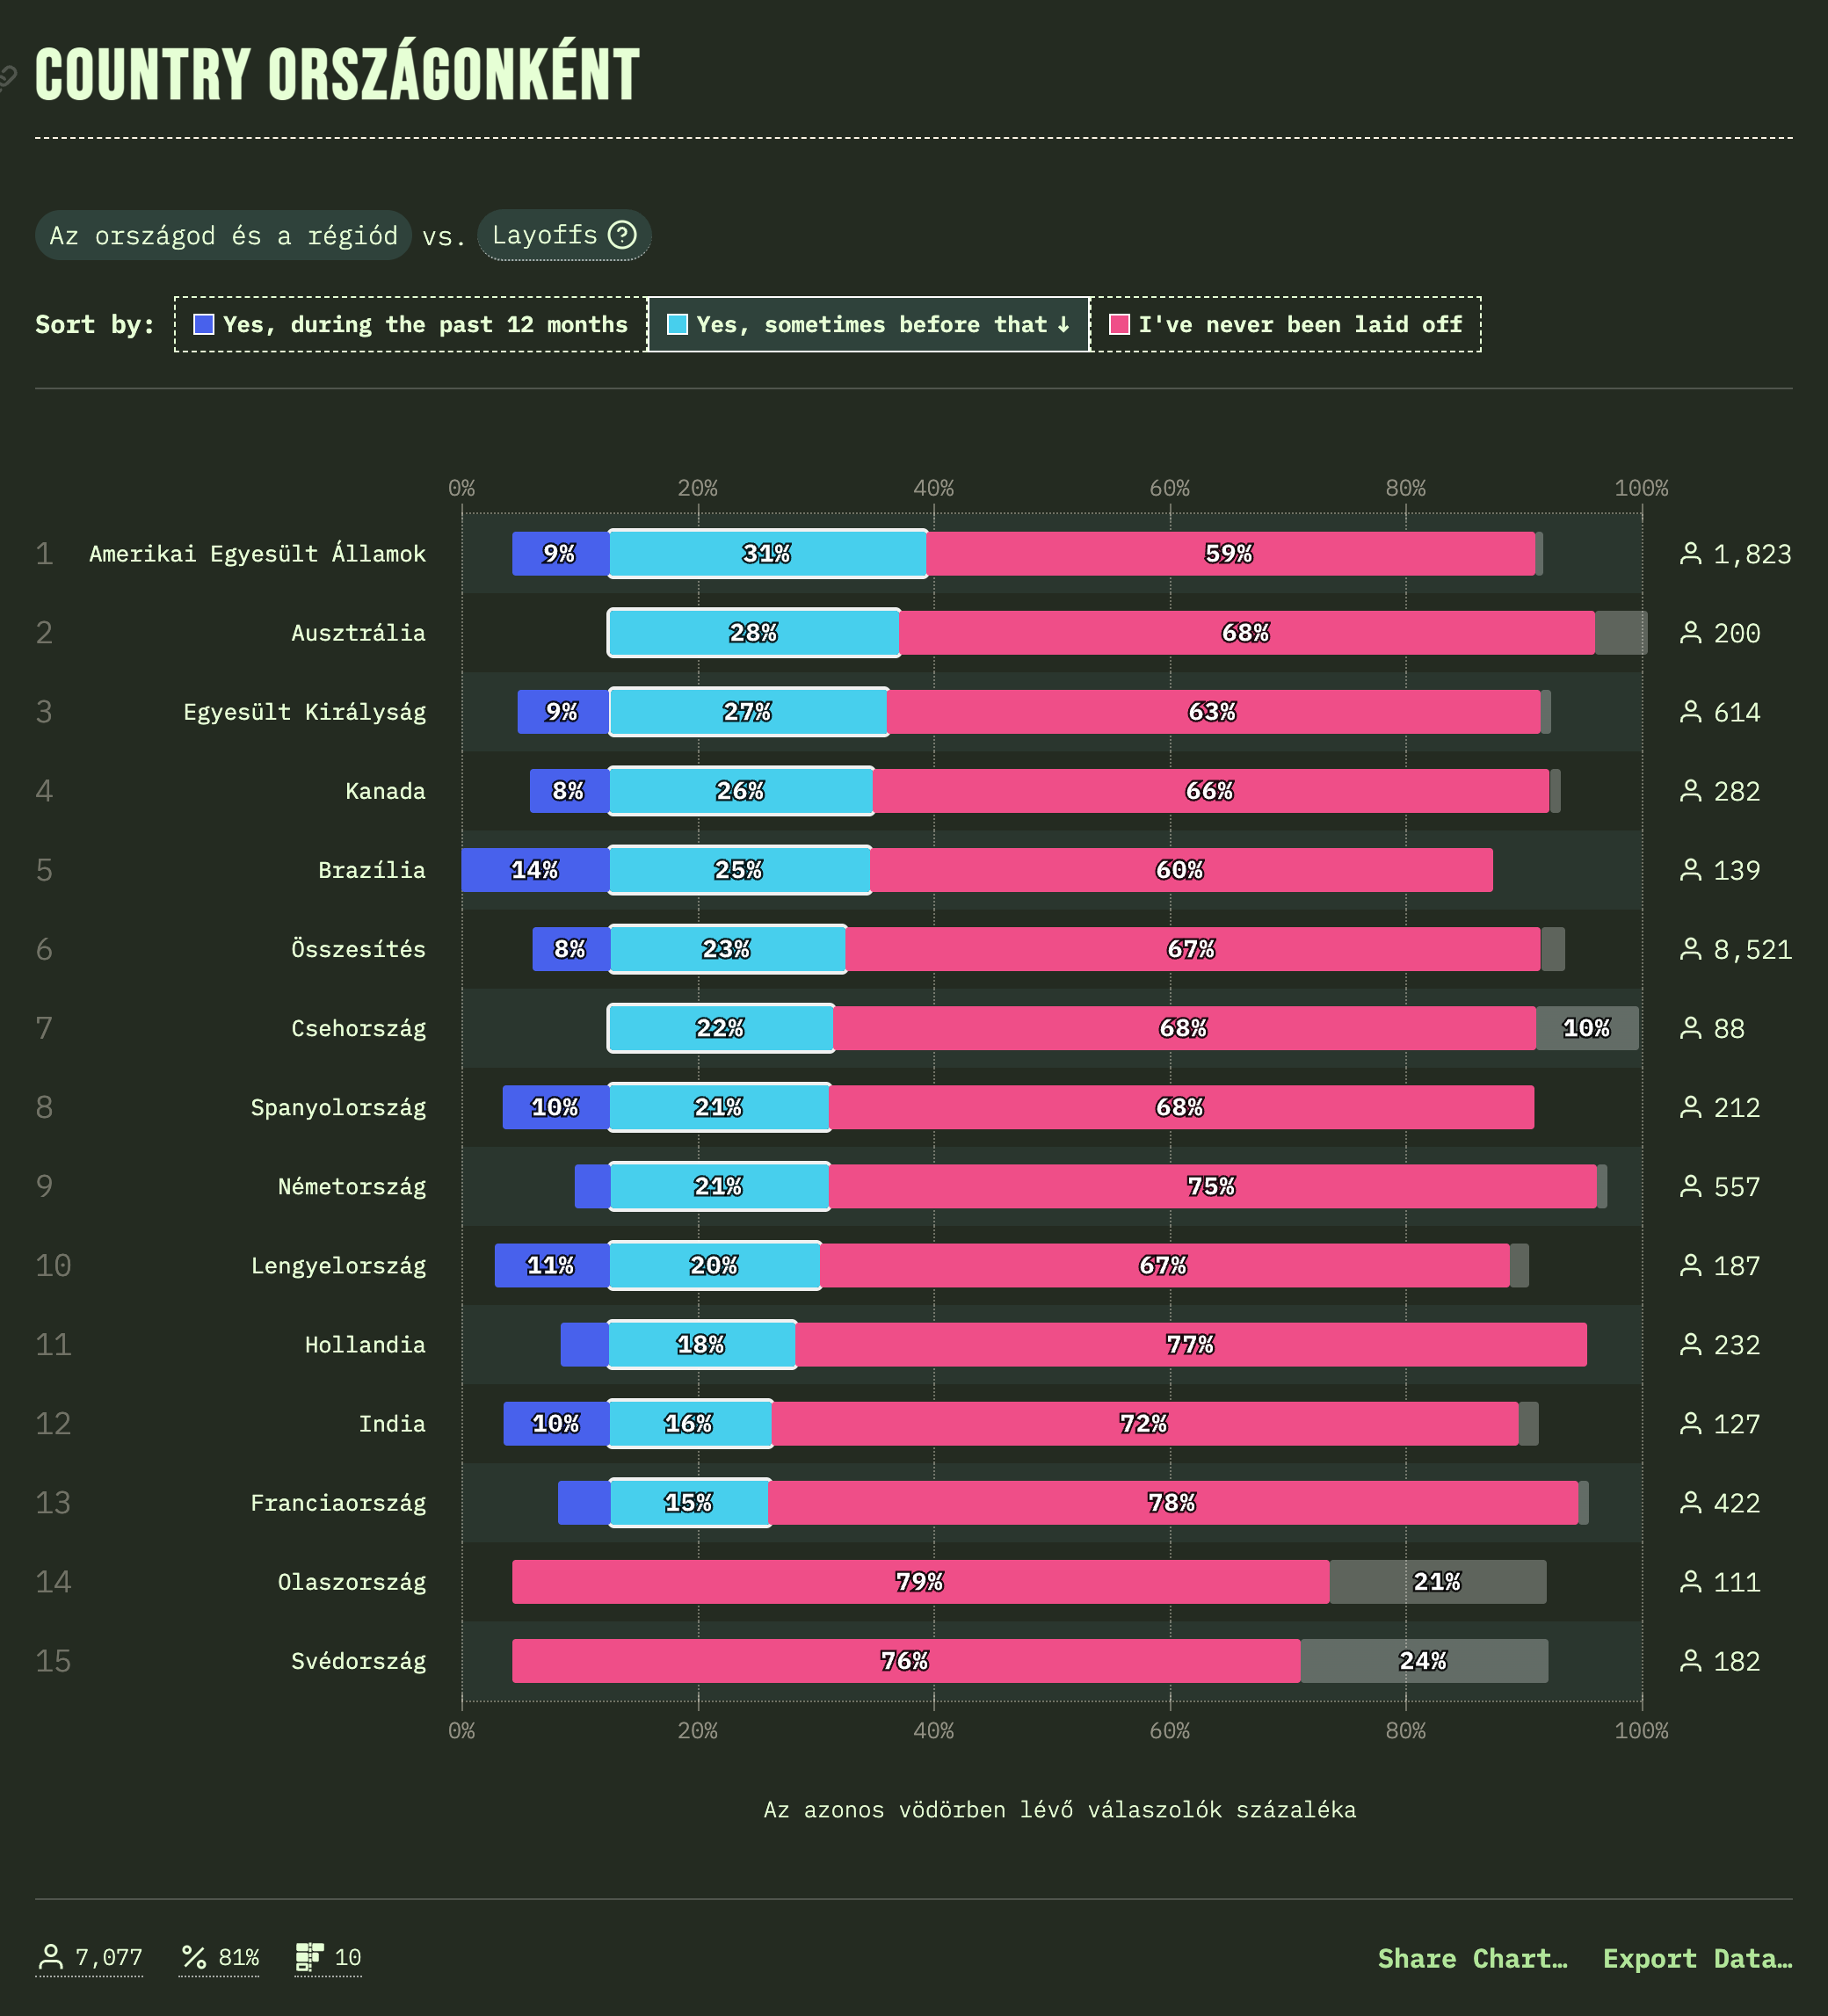 COUNTRY ORSZÁGONKÉNT
Az országod és a régiód vs. Layoffs ?
Sort by: Yes, during the past 12 months Yes, sometimes before that ↓ I've never been laid off
0% 20% 40% 60% 80% 100%
1 Amerikai Egyesült Államok 9% 31% 59% 1,823
2 Ausztrália 28% 68% 200
3 Egyesült Királyság 9% 27% 63% 614
4 Kanada 8% 26% 66% 282
5 Brazília 14% 25% 60% 139
6 Összesítés 8% 23% 67% 8,521
7 Csehország 22% 68% 10% 88
8 Spanyolország 10% 21% 68% 212
9 Németország 21% 75% 557
10 Lengyelország 11% 20% 67% 187
11 Hollandia 18% 77% 232
12 India 10% 16% 72% 127
13 Franciaország 15% 78% 422
14 Olaszország 79% 21% 111
15 Svédország 76% 24% 182
0% 20% 40% 60% 80% 100%
Az azonos vödörben lévő válaszolók százaléka
7,077 % 81% 10 Share Chart… Export Data…